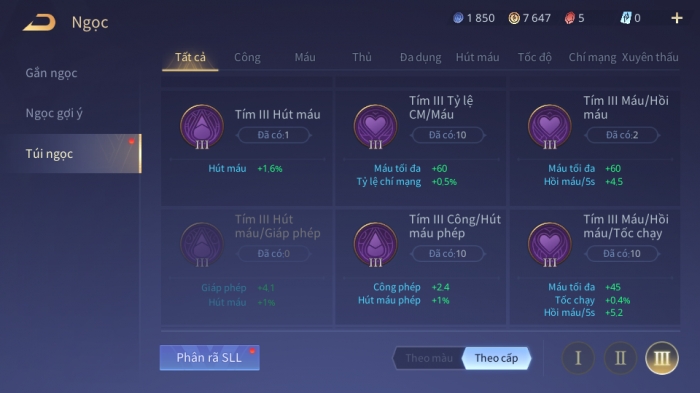 Ngọc
1 850 7 647 5 0 +
Tất cả Công Máu Thủ Đa dụng Hút máu Tốc độ Chí mạng Xuyên thấu
Gắn ngọc
Ngọc gợi ý
Túi ngọc
III
Tím III Hút máu
Đã có:1
Hút máu +1.6%
III
Tím III Tỷ lệ
CM/Máu
Đã có:10
Máu tối đa +60
Tỷ lệ chí mạng +0.5%
III
Tím III Máu/Hồi
máu
Đã có:2
Máu tối đa +60
Hồi máu/5s +4.5
III
Tím III Hút
máu/Giáp phép
Đã có:0
Giáp phép +4.1
Hút máu +1%
III
Tím III Công/Hút
máu phép
Đã có:10
Công phép +2.4
Hút máu phép +1%
III
Tím III Máu/Hồi
máu/Tốc chạy
Đã có:10
Máu tối đa +45
Tốc chạy +0.4%
Hồi máu/5s +5.2
Phân rã SLL
Theo màu Theo cấp
I II III